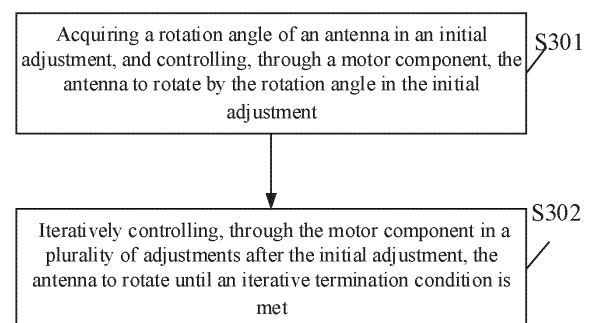 Acquiring a rotation angle of an antenna in an initial
adjustment, and controlling, through a motor component, the
antenna to rotate by the rotation angle in the initial
adjustment
S301
Iteratively controlling, through the motor component in a
plurality of adjustments after the initial adjustment, the
antenna to rotate until an iterative termination condition is
met
S302